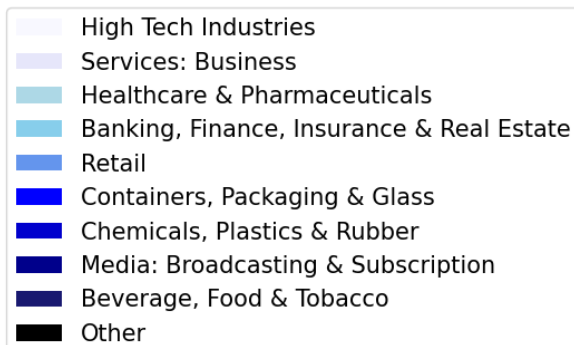 High Tech Industries
Services: Business
Healthcare & Pharmaceuticals
Banking, Finance, Insurance & Real Estate
Retail
Containers, Packaging & Glass
Chemicals, Plastics & Rubber
Media: Broadcasting & Subscription
Beverage, Food & Tobacco
Other